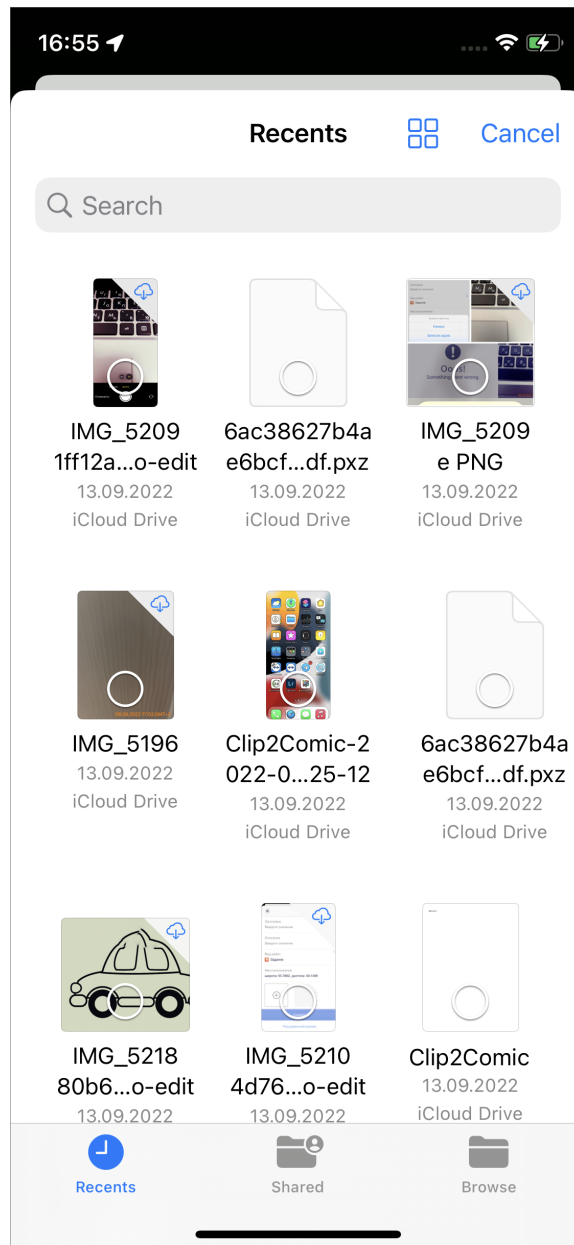 16:55
Recents
Cancel
Search
IMG_5209
1ff12a...o-edit
13.09.2022
iCloud Drive
6ac38627b4a
e6bcf...df.pxz
13.09.2022
iCloud Drive
IMG_5209
e PNG
13.09.2022
iCloud Drive
IMG_5196
13.09.2022
iCloud Drive
Clip2Comic-2
022-0...25-12
13.09.2022
iCloud Drive
6ac38627b4a
e6bcf...df.pxz
13.09.2022
iCloud Drive
IMG_5218
80b6...o-edit
13.09.2022
IMG_5210
4d76...o-edit
13.09.2022
Clip2Comic
13.09.2022
iCloud Drive
Recents
Shared
Browse